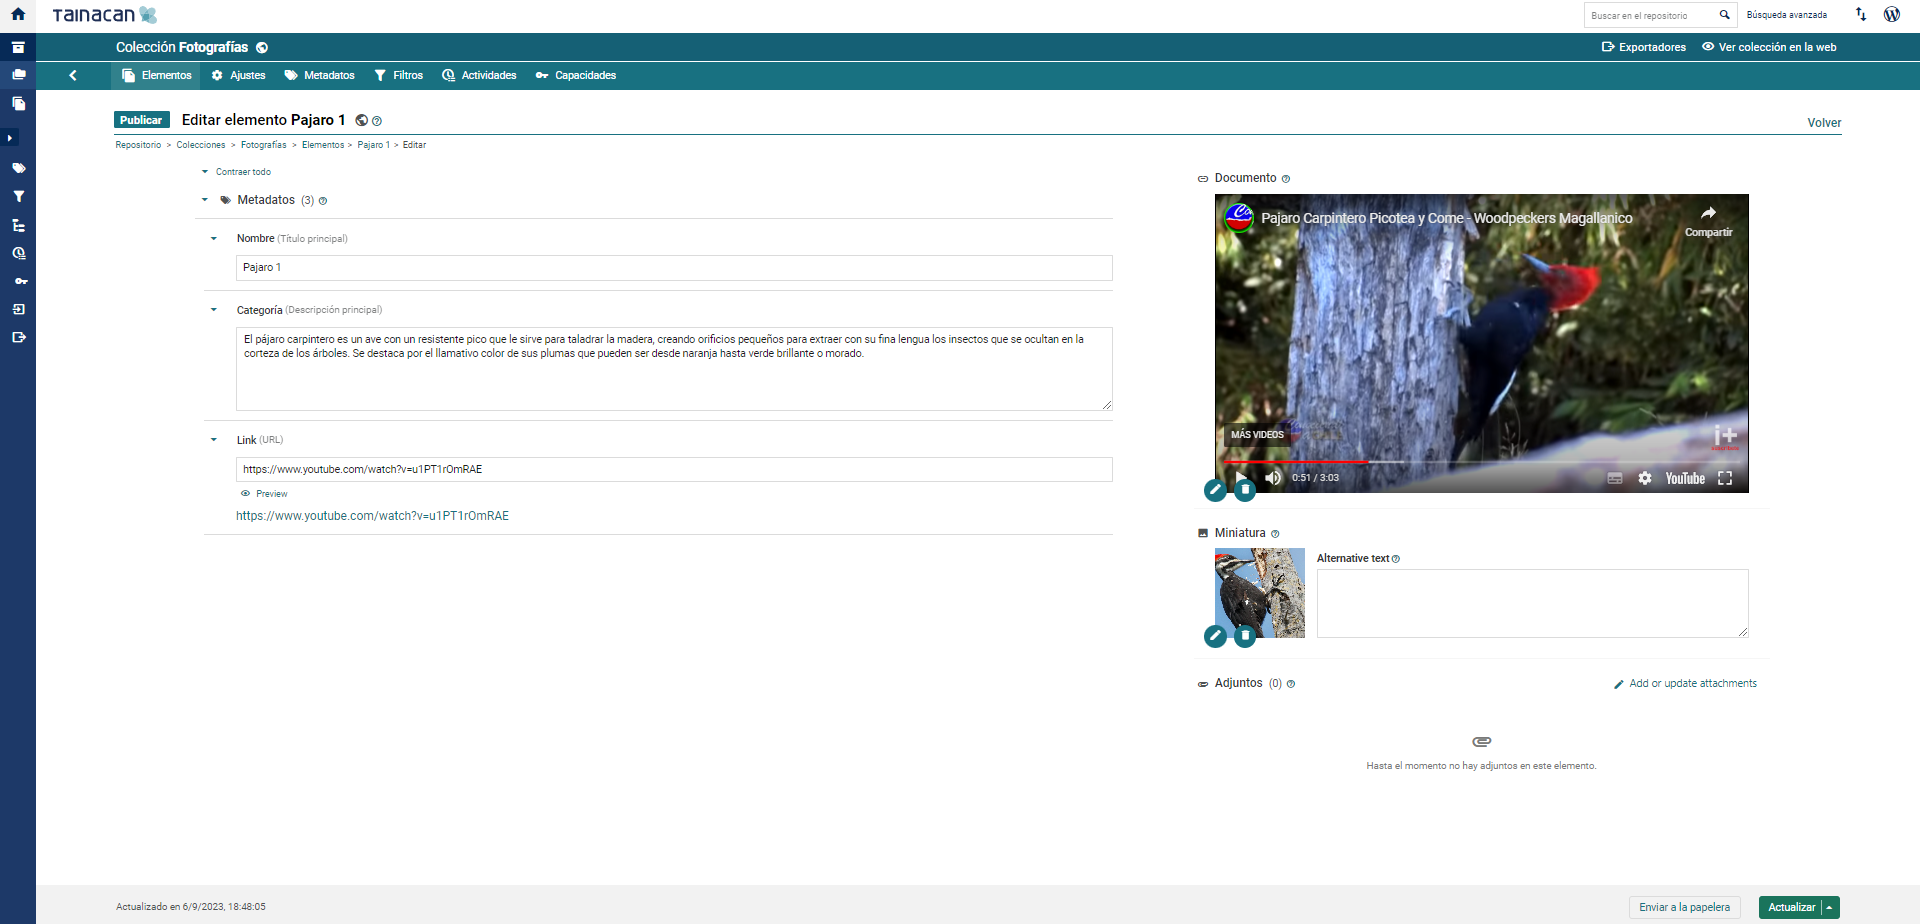 TAINACAN
Buscar en el repositorio
Búsqueda avanzada
Colección Fotografías
Exportadores
Ver colección en la web
Elementos
Ajustes
Metadatos
Filtros
Actividades
Capacidades
Publicar
Editar elemento Pajaro 1
Volver
Repositorio > Colecciones > Fotografías > Elementos > Pajaro 1 > Editar
Contraer todo
Metadatos (3)
Nombre (Título principal)
Pajaro 1
Categoría (Descripción principal)
El pájaro carpintero es un ave con un resistente pico que le sirve para taladrar la madera, creando orificios pequeños para extraer con su fina lengua los insectos que se ocultan en la
corteza de los árboles. Se destaca por el llamativo color de sus plumas que pueden ser desde naranja hasta verde brillante o morado.
Link (URL)
https://www.youtube.com/watch?v=u1PT1rOmRAE
Preview
https://www.youtube.com/watch?v=u1PT1rOmRAE
Documento
Pajaro Carpintero Picotea y Come - Woodpeckers Magallanico
Compartir
MÁS VIDEOS
i+
0:51 / 3:03
YouTube
Miniatura
Alternative text
Adjuntos (0)
Add or update attachments
Hasta el momento no hay adjuntos en este elemento.
Actualizado en 6/9/2023, 18:48:05
Enviar a la papelera
Actualizar